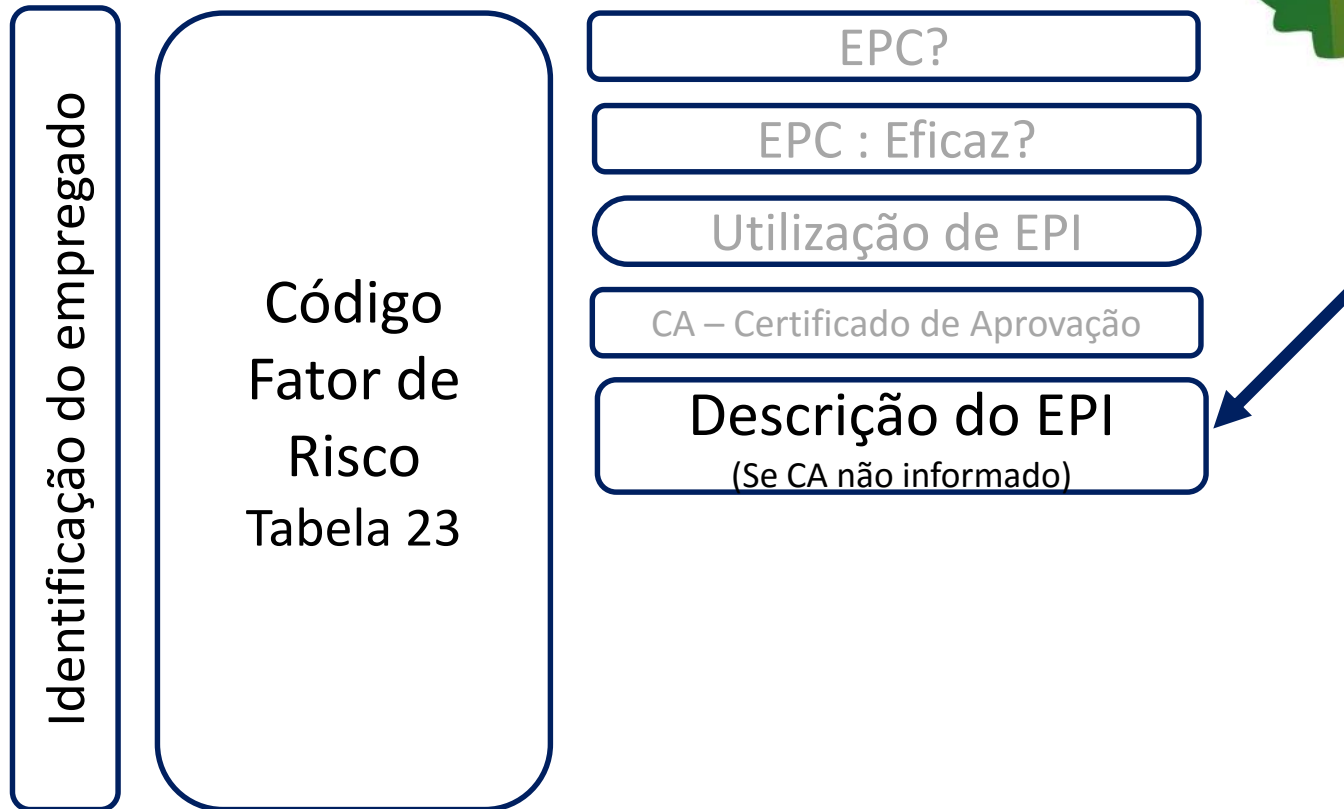 Identificação do empregado
Código
Fator de
Risco
Tabela 23
EPC?
EPC : Eficaz?
Utilização de EPI
CA – Certificado de Aprovação
Descrição do EPI
(Se CA não informado)